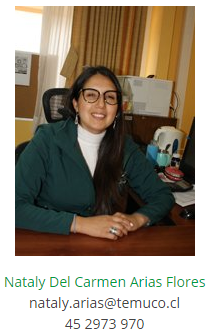 Nataly Del Carmen Arias Flores
nataly.arias@temuco.cl
45 2973 970